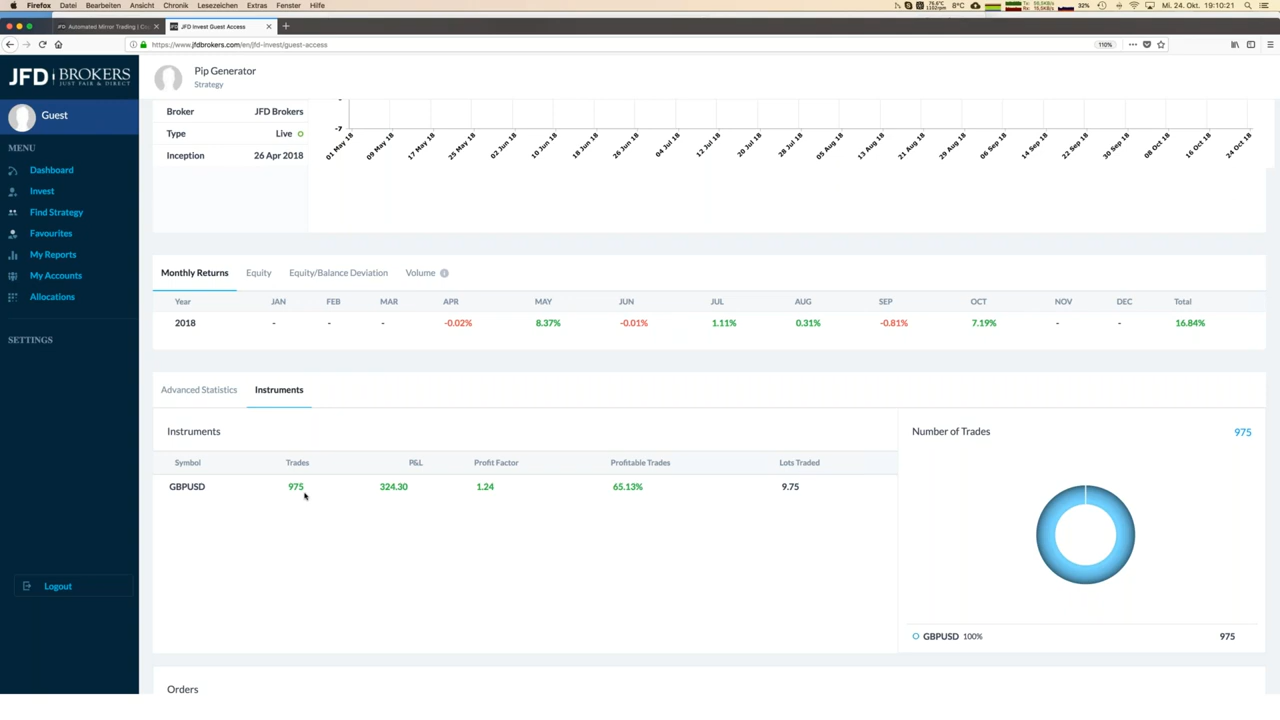 Firefox Datei Bearbeiten Ansicht Chronik Lesezeichen Extras Fenster Hilfe 8°C 32% Mi. 24. Okt. 19:10:21
Automated Mirror Trading | JFD Invest Guest Access
https://www.jfdbrokers.com/en/jfd-invest/guest-access 110%
JFD BROKERS
JUST FAIR & DIRECT
Guest
MENU
Dashboard
Invest
Find Strategy
Favourites
My Reports
My Accounts
Allocations
SETTINGS
Logout
Pip Generator
Strategy
Broker JFD Brokers
Type Live
Inception 26 Apr 2018
-7
01 May 18 09 May 18 17 May 18 25 May 18 02 Jun 18 10 Jun 18 18 Jun 18 26 Jun 18 04 Jul 18 12 Jul 18 20 Jul 18 28 Jul 18 05 Aug 18 13 Aug 18 21 Aug 18 29 Aug 18 06 Sep 18 14 Sep 18 22 Sep 18 30 Sep 18 08 Oct 18 16 Oct 18 24 Oct 18
Monthly Returns Equity Equity/Balance Deviation Volume
Year JAN FEB MAR APR MAY JUN JUL AUG SEP OCT NOV DEC Total
2018 - - - -0.02% 8.37% -0.01% 1.11% 0.31% -0.81% 7.19% - - 16.84%
Advanced Statistics Instruments
Instruments
Symbol Trades P&L Profit Factor Profitable Trades Lots Traded
GBPUSD 975 324.30 1.24 65.13% 9.75
Number of Trades 975
GBPUSD 100% 975
Orders